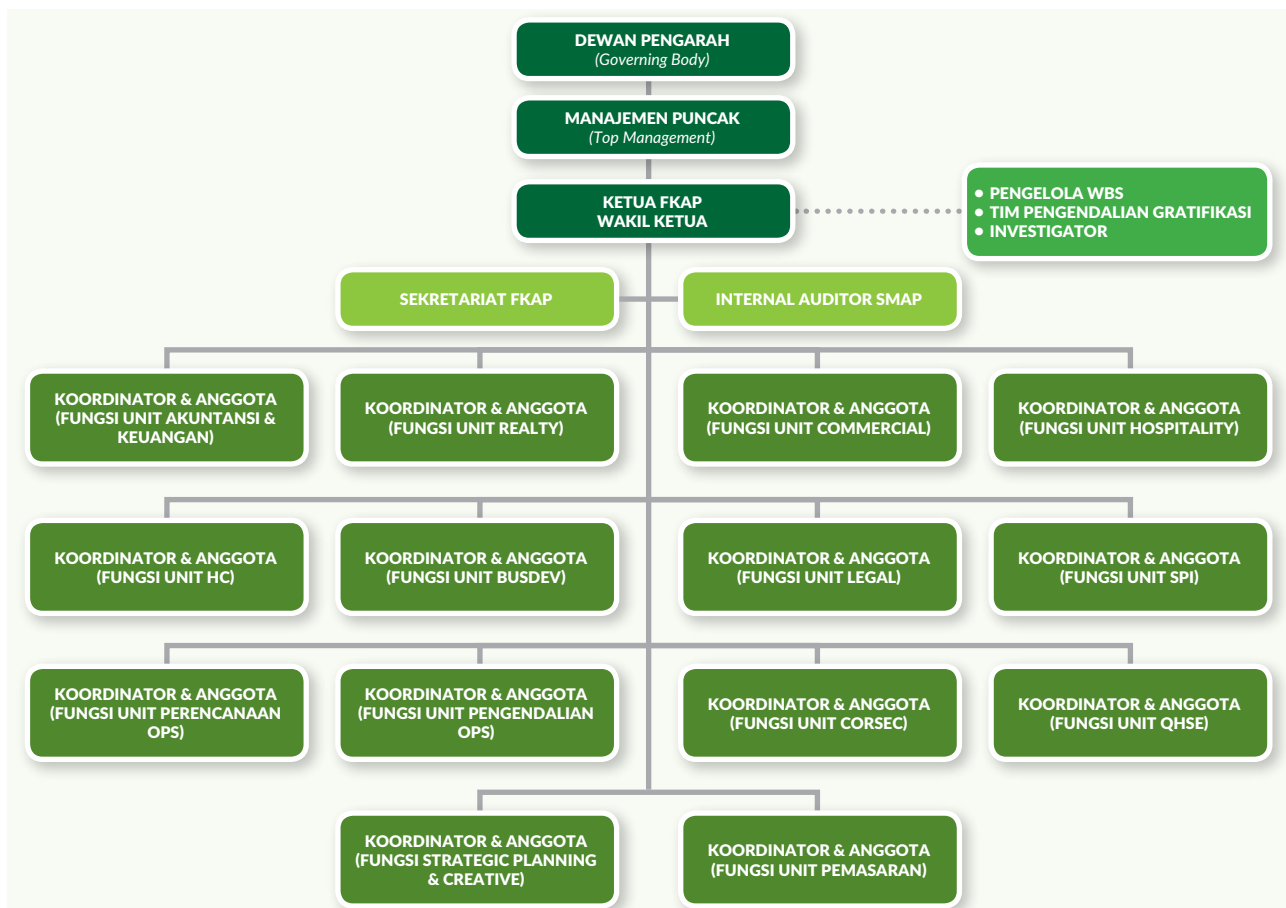 DEWAN PENGARAH
(Governing Body)
MANAJEMEN PUNCAK
(Top Management)
KETUA FKAP
WAKIL KETUA
● PENGELOLA WBS
● TIM PENGENDALIAN GRATIFIKASI
● INVESTIGATOR
SEKRETARIAT FKAP
INTERNAL AUDITOR SMAP
KOORDINATOR & ANGGOTA
(FUNGSI UNIT AKUNTANSI &
KEUANGAN)
KOORDINATOR & ANGGOTA
(FUNGSI UNIT REALTY)
KOORDINATOR & ANGGOTA
(FUNGSI UNIT COMMERCIAL)
KOORDINATOR & ANGGOTA
(FUNGSI UNIT HOSPITALITY)
KOORDINATOR & ANGGOTA
(FUNGSI UNIT HC)
KOORDINATOR & ANGGOTA
(FUNGSI UNIT BUSDEV)
KOORDINATOR & ANGGOTA
(FUNGSI UNIT LEGAL)
KOORDINATOR & ANGGOTA
(FUNGSI UNIT SPI)
KOORDINATOR & ANGGOTA
(FUNGSI UNIT PERENCANAAN
OPS)
KOORDINATOR & ANGGOTA
(FUNGSI UNIT PENGENDALIAN
OPS)
KOORDINATOR & ANGGOTA
(FUNGSI UNIT CORSEC)
KOORDINATOR & ANGGOTA
(FUNGSI UNIT QHSE)
KOORDINATOR & ANGGOTA
(FUNGSI STRATEGIC PLANNING
& CREATIVE)
KOORDINATOR & ANGGOTA
(FUNGSI UNIT PEMASARAN)